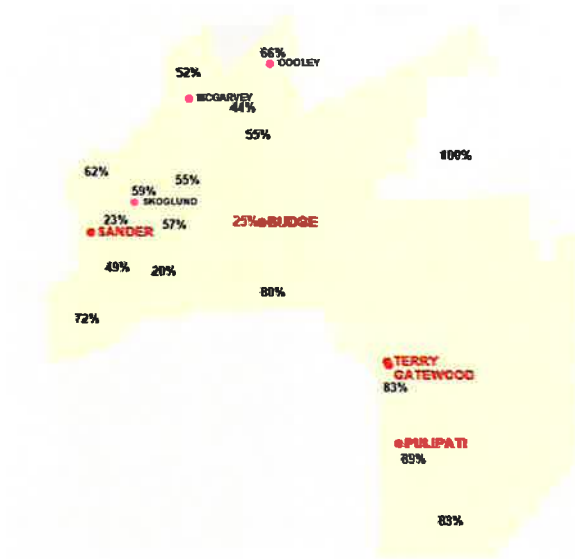 66%
COOLEY
52%
MCGARVEY
44%
55%
100%
62%
55%
59%
SKOGLUND
23%
57%
25% BUDGE
SANDER
49%
20%
80%
72%
TERRY
GATEWOOD
83%
PULIPATI
89%
83%